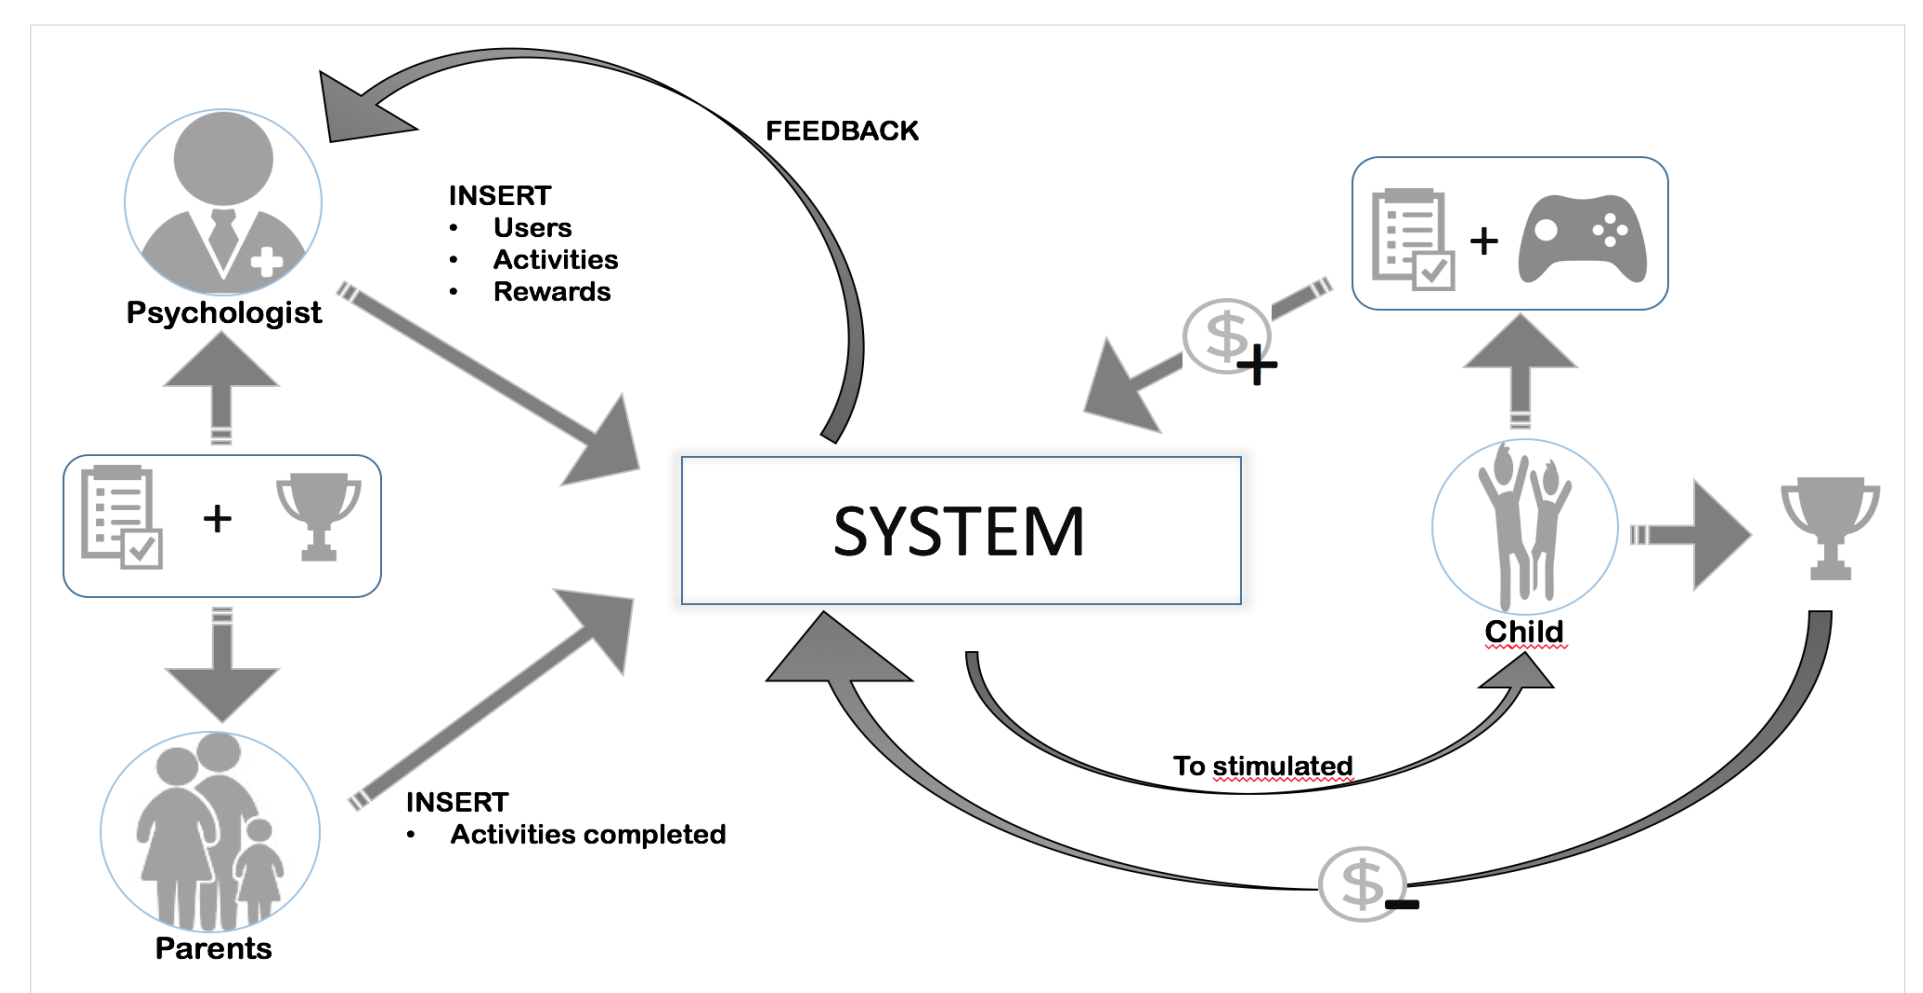 FEEDBACK
INSERT
• Users
• Activities
• Rewards
Psychologist
+
+
$
+
+
SYSTEM
Child
To stimulated
INSERT
• Activities completed
$
-
Parents